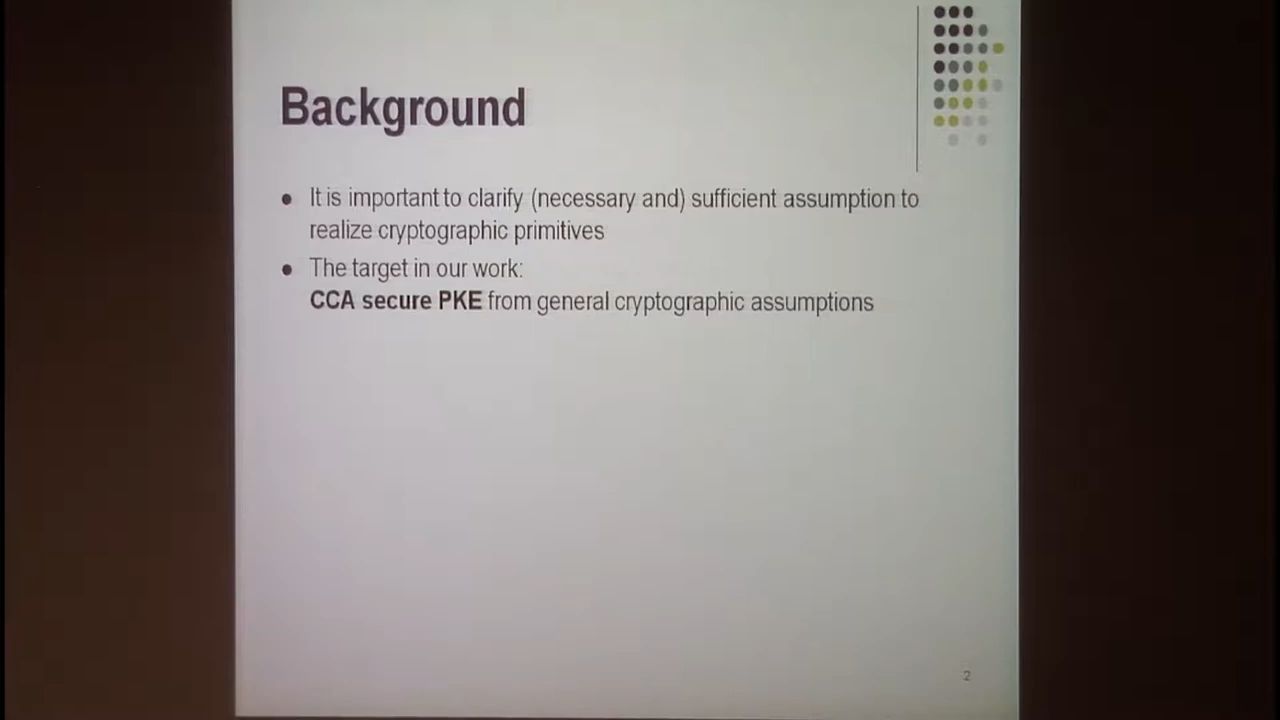 Background
● It is important to clarify (necessary and) sufficient assumption to
realize cryptographic primitives
● The target in our work:
CCA secure PKE from general cryptographic assumptions
2